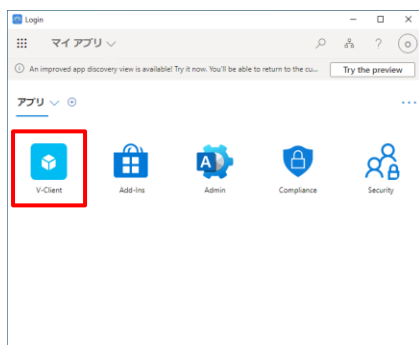 Login
マイ アプリ
An improved app discovery view is available! Try it now. You'll be able to return to the cu...
Try the preview
アプリ
V-Client
Add-Ins
Admin
Compliance
Security